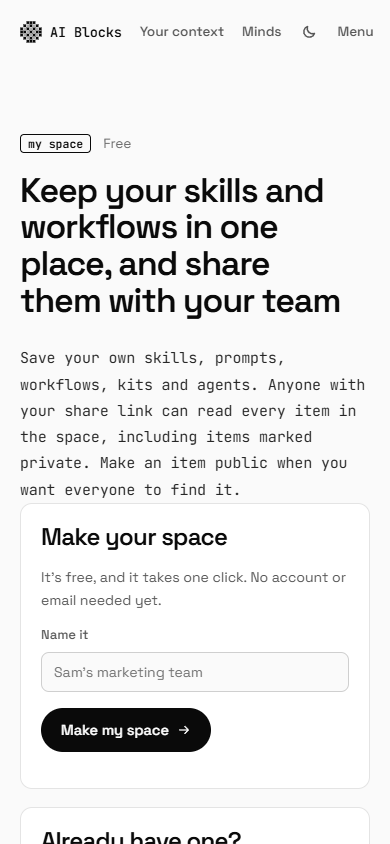 AI Blocks Your context Minds Menu
my space Free
Keep your skills and
workflows in one
place, and share
them with your team
Save your own skills, prompts,
workflows, kits and agents. Anyone with
your share link can read every item in
the space, including items marked
private. Make an item public when you
want everyone to find it.
Make your space
It's free, and it takes one click. No account or
email needed yet.
Name it
Sam's marketing team
Make my space →
Already have one?